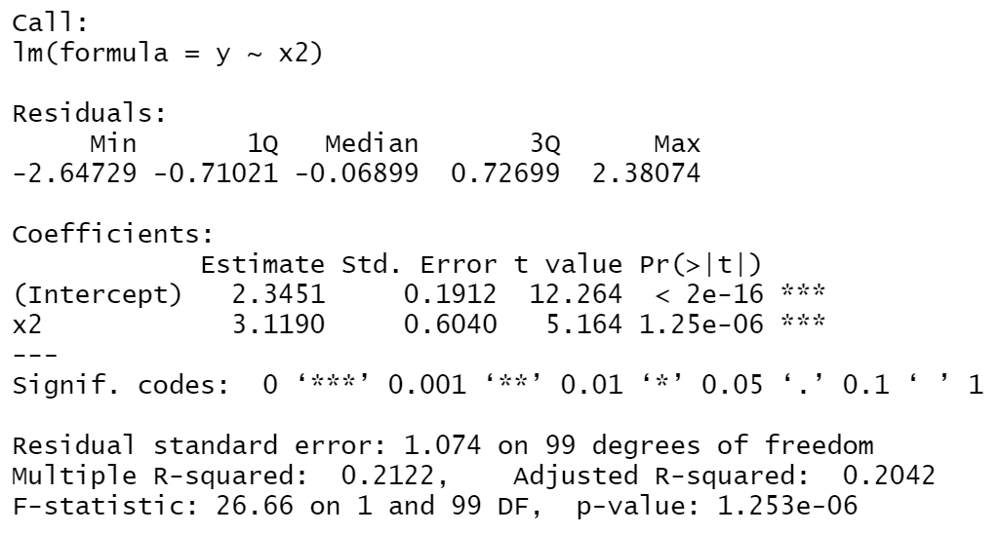 Call:
lm(formula = y ~ x2)
Residuals:
Min 1Q Median 3Q Max
-2.64729 -0.71021 -0.06899 0.72699 2.38074
Coefficients:
Estimate Std. Error t value Pr(>|t|)
(Intercept) 2.3451 0.1912 12.264 < 2e-16 ***
x2 3.1190 0.6040 5.164 1.25e-06 ***
---
Signif. codes: 0 ‘***’ 0.001 ‘**’ 0.01 ‘*’ 0.05 ‘.’ 0.1 ‘ ’ 1
Residual standard error: 1.074 on 99 degrees of freedom
Multiple R-squared: 0.2122, Adjusted R-squared: 0.2042
F-statistic: 26.66 on 1 and 99 DF, p-value: 1.253e-06